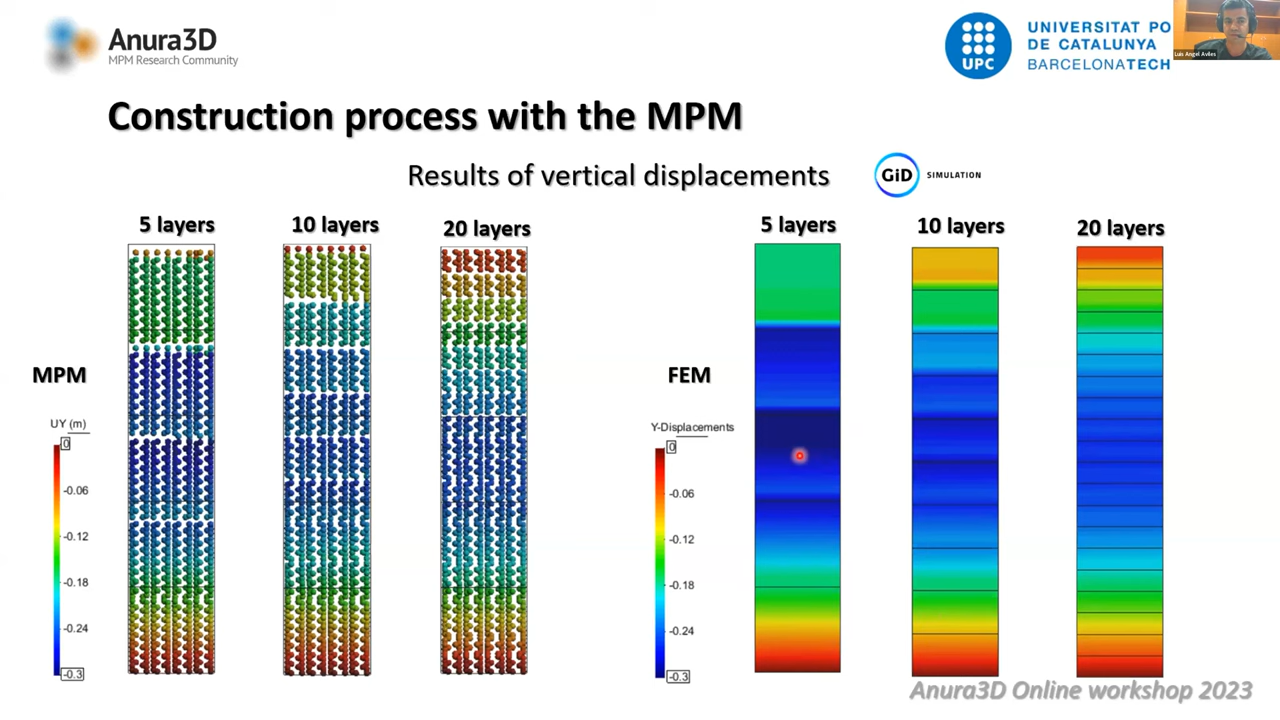 Anura3D
MPM Research Community
UPC
UNIVERSITAT PO
DE CATALUNYA
BARCELONATECH
Luis Angel Aviles
Construction process with the MPM
Results of vertical displacements
GiD
SIMULATION
5 layers
10 layers
20 layers
5 layers
10 layers
20 layers
MPM
UY (m)
0
-0.06
-0.12
-0.18
-0.24
-0.3
FEM
Y-Displacements
0
-0.06
-0.12
-0.18
-0.24
-0.3
Anura3D Online workshop 2023